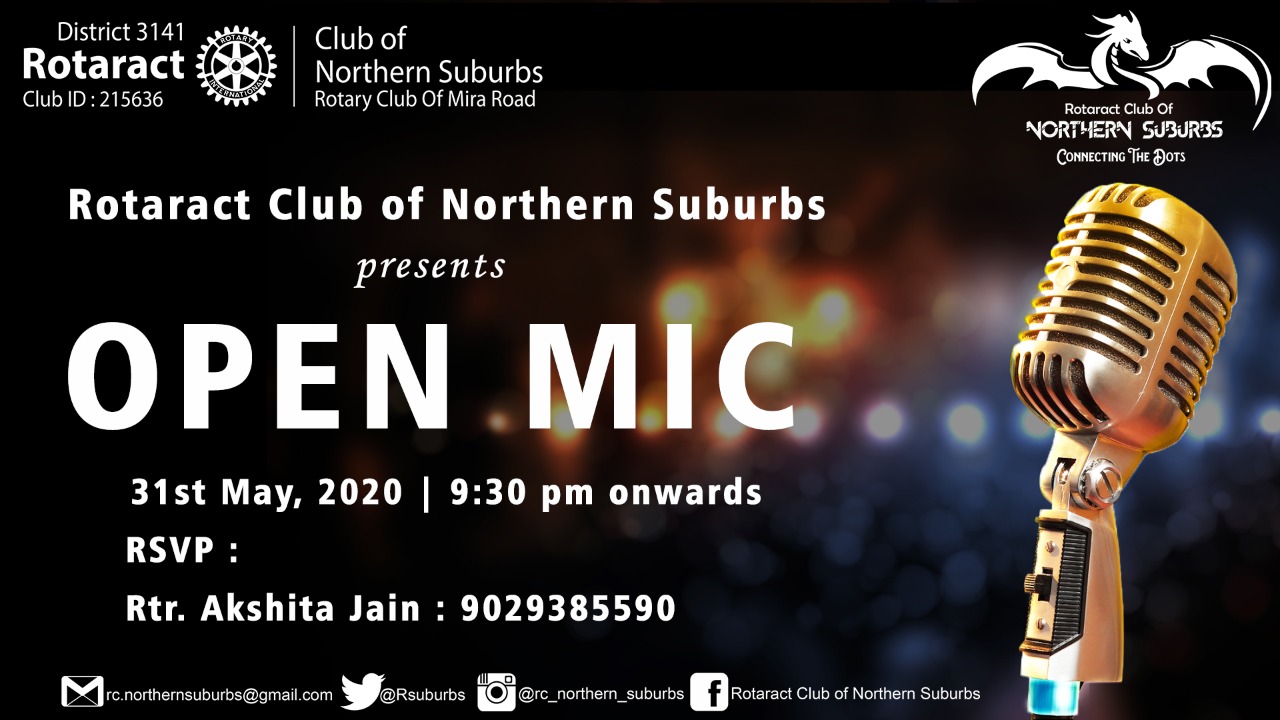 District 3141
Rotaract
Club ID : 215636
ROTARY
INTERNATIONAL
Club of
Northern Suburbs
Rotary Club Of Mira Road
Rotaract Club Of
NORTHERN SUBURBS
CONNECTING THE DOTS
Rotaract Club of Northern Suburbs
presents
OPEN MIC
31st May, 2020 | 9:30 pm onwards
RSVP :
Rtr. Akshita Jain : 9029385590
rc.northernsuburbs@gmail.com @Rsuburbs @rc_northern_suburbs Rotaract Club of Northern Suburbs